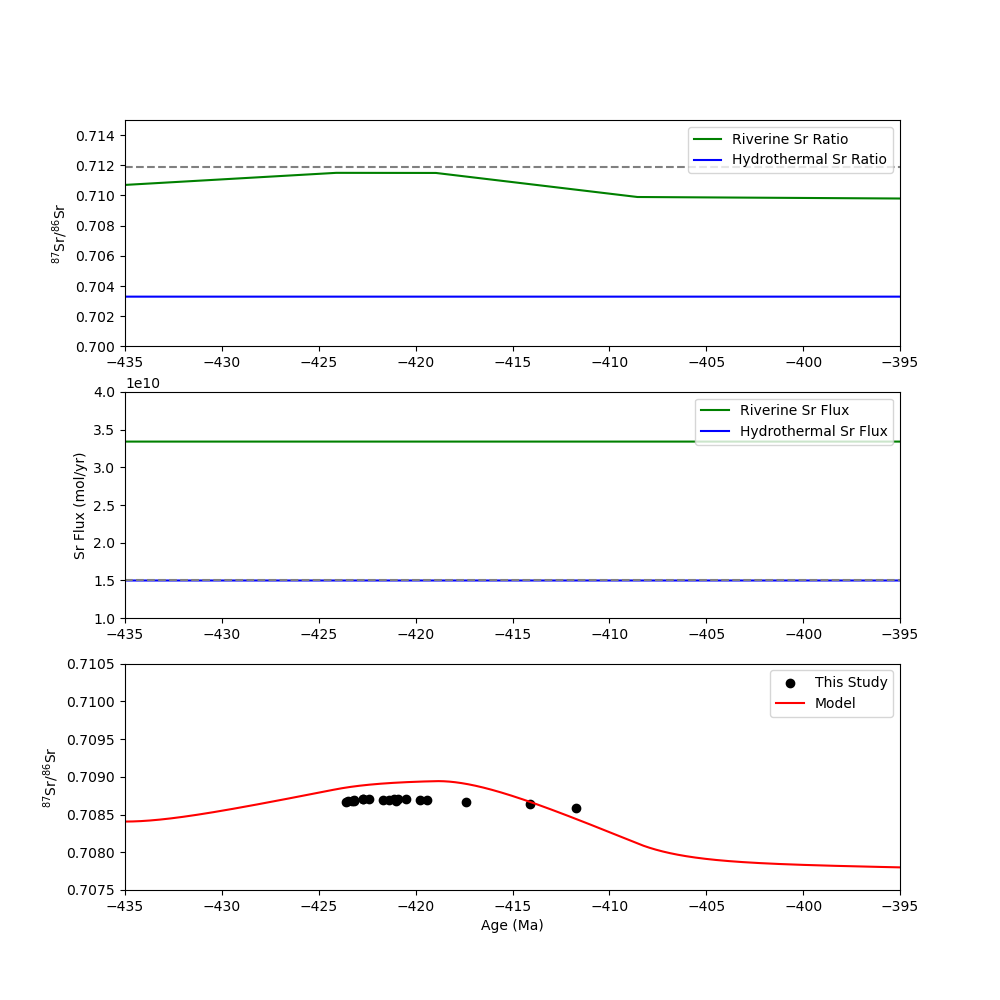 0.714
0.712
0.710
0.708
0.706
0.704
0.702
0.700
⁸⁷Sr/⁸⁶Sr
Riverine Sr Ratio
Hydrothermal Sr Ratio
−435 −430 −425 −420 −415 −410 −405 −400 −395
1e10
4.0
3.5
3.0
2.5
2.0
1.5
1.0
Sr Flux (mol/yr)
Riverine Sr Flux
Hydrothermal Sr Flux
−435 −430 −425 −420 −415 −410 −405 −400 −395
0.7105
0.7100
0.7095
0.7090
0.7085
0.7080
0.7075
⁸⁷Sr/⁸⁶Sr
This Study
Model
−435 −430 −425 −420 −415 −410 −405 −400 −395
Age (Ma)